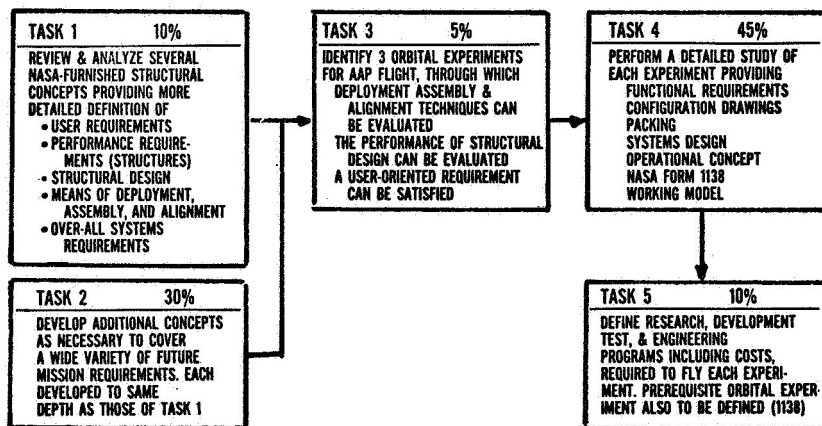 TASK 1 10%
REVIEW & ANALYZE SEVERAL
NASA-FURNISHED STRUCTURAL
CONCEPTS PROVIDING MORE
DETAILED DEFINITION OF
• USER REQUIREMENTS
• PERFORMANCE REQUIRE-
MENTS (STRUCTURES)
• STRUCTURAL DESIGN
• MEANS OF DEPLOYMENT,
ASSEMBLY, AND ALIGNMENT
• OVER-ALL SYSTEMS
REQUIREMENTS
TASK 2 30%
DEVELOP ADDITIONAL CONCEPTS
AS NECESSARY TO COVER
A WIDE VARIETY OF FUTURE
MISSION REQUIREMENTS. EACH
DEVELOPED TO SAME
DEPTH AS THOSE OF TASK 1
TASK 3 5%
IDENTIFY 3 ORBITAL EXPERIMENTS
FOR AAP FLIGHT, THROUGH WHICH
DEPLOYMENT ASSEMBLY &
ALIGNMENT TECHNIQUES CAN
BE EVALUATED
THE PERFORMANCE OF STRUCTURAL
DESIGN CAN BE EVALUATED
A USER-ORIENTED REQUIREMENT
CAN BE SATISFIED
TASK 4 45%
PERFORM A DETAILED STUDY OF
EACH EXPERIMENT PROVIDING
FUNCTIONAL REQUIREMENTS
CONFIGURATION DRAWINGS
PACKING
SYSTEMS DESIGN
OPERATIONAL CONCEPT
NASA FORM 1138
WORKING MODEL
TASK 5 10%
DEFINE RESEARCH, DEVELOPMENT
TEST, & ENGINEERING
PROGRAMS INCLUDING COSTS,
REQUIRED TO FLY EACH EXPERI-
MENT. PREREQUISITE ORBITAL EXPER-
IMENT ALSO TO BE DEFINED (1138)